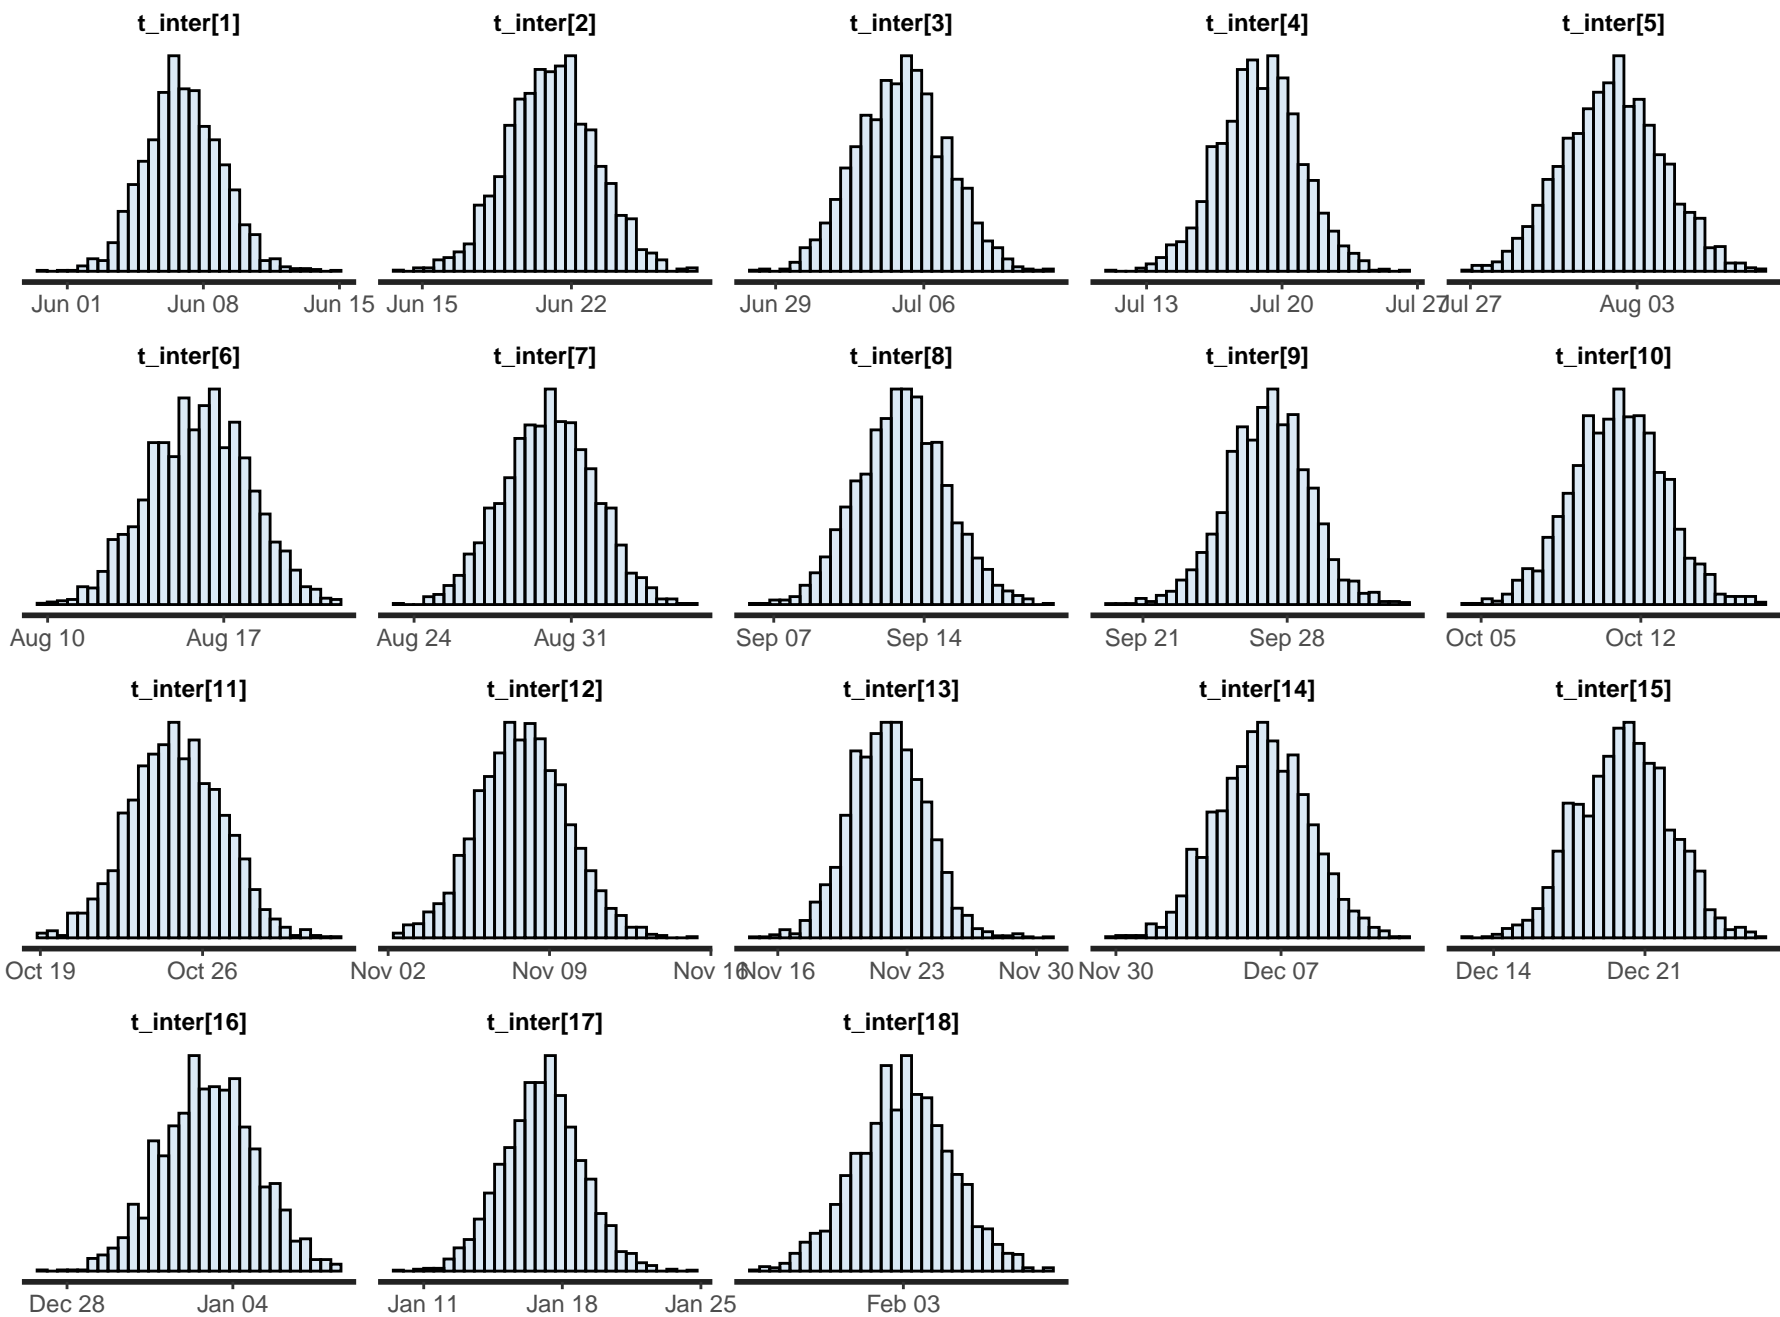 t_inter[1] t_inter[2] t_inter[3] t_inter[4] t_inter[5]
Jun 01 Jun 08 Jun 15 Jun 15 Jun 22 Jun 29 Jul 06 Jul 13 Jul 20 Jul 27 Jul 27 Aug 03
t_inter[6] t_inter[7] t_inter[8] t_inter[9] t_inter[10]
Aug 10 Aug 17 Aug 24 Aug 31 Sep 07 Sep 14 Sep 21 Sep 28 Oct 05 Oct 12
t_inter[11] t_inter[12] t_inter[13] t_inter[14] t_inter[15]
Oct 19 Oct 26 Nov 02 Nov 09 Nov 16 Nov 16 Nov 23 Nov 30 Nov 30 Dec 07 Dec 14 Dec 21
t_inter[16] t_inter[17] t_inter[18]
Dec 28 Jan 04 Jan 11 Jan 18 Jan 25 Feb 03